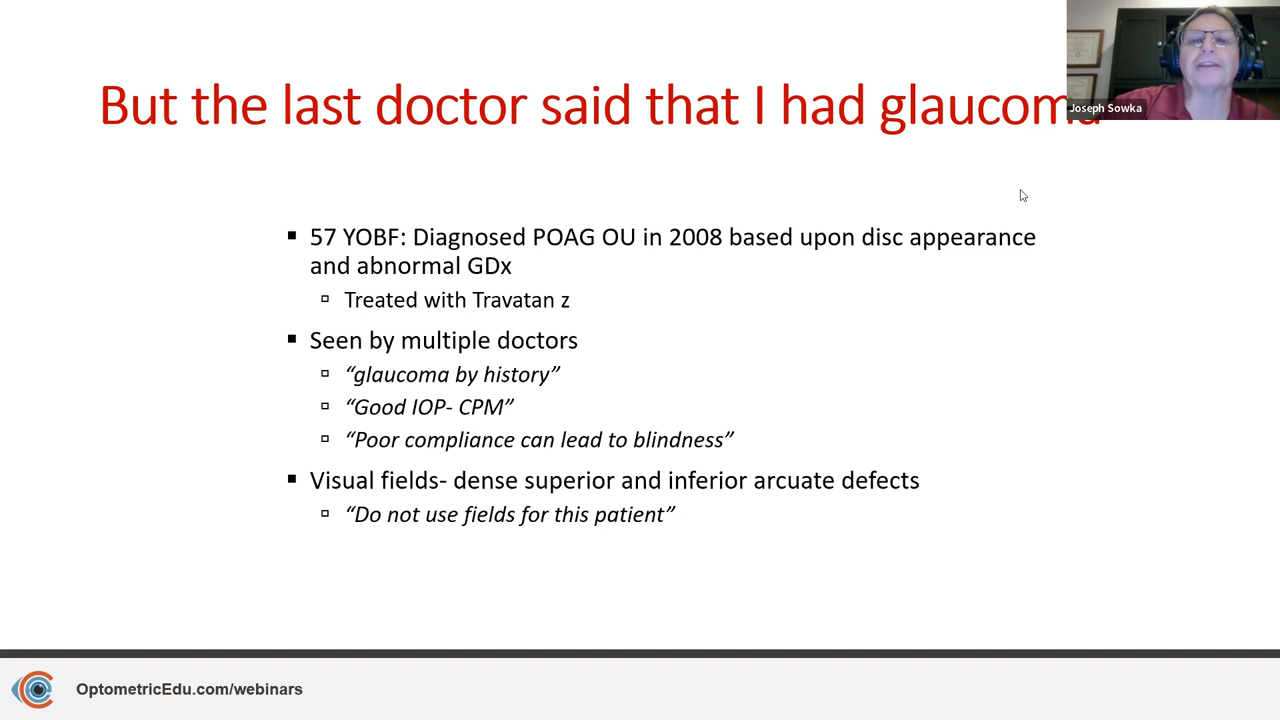 But the last doctor said that I had glaucoma
Joseph Sowka
▪ 57 YOBF: Diagnosed POAG OU in 2008 based upon disc appearance
and abnormal GDx
▫ Treated with Travatan z
▪ Seen by multiple doctors
▫ “glaucoma by history”
▫ “Good IOP- CPM”
▫ “Poor compliance can lead to blindness”
▪ Visual fields- dense superior and inferior arcuate defects
▫ “Do not use fields for this patient”
OptometricEdu.com/webinars